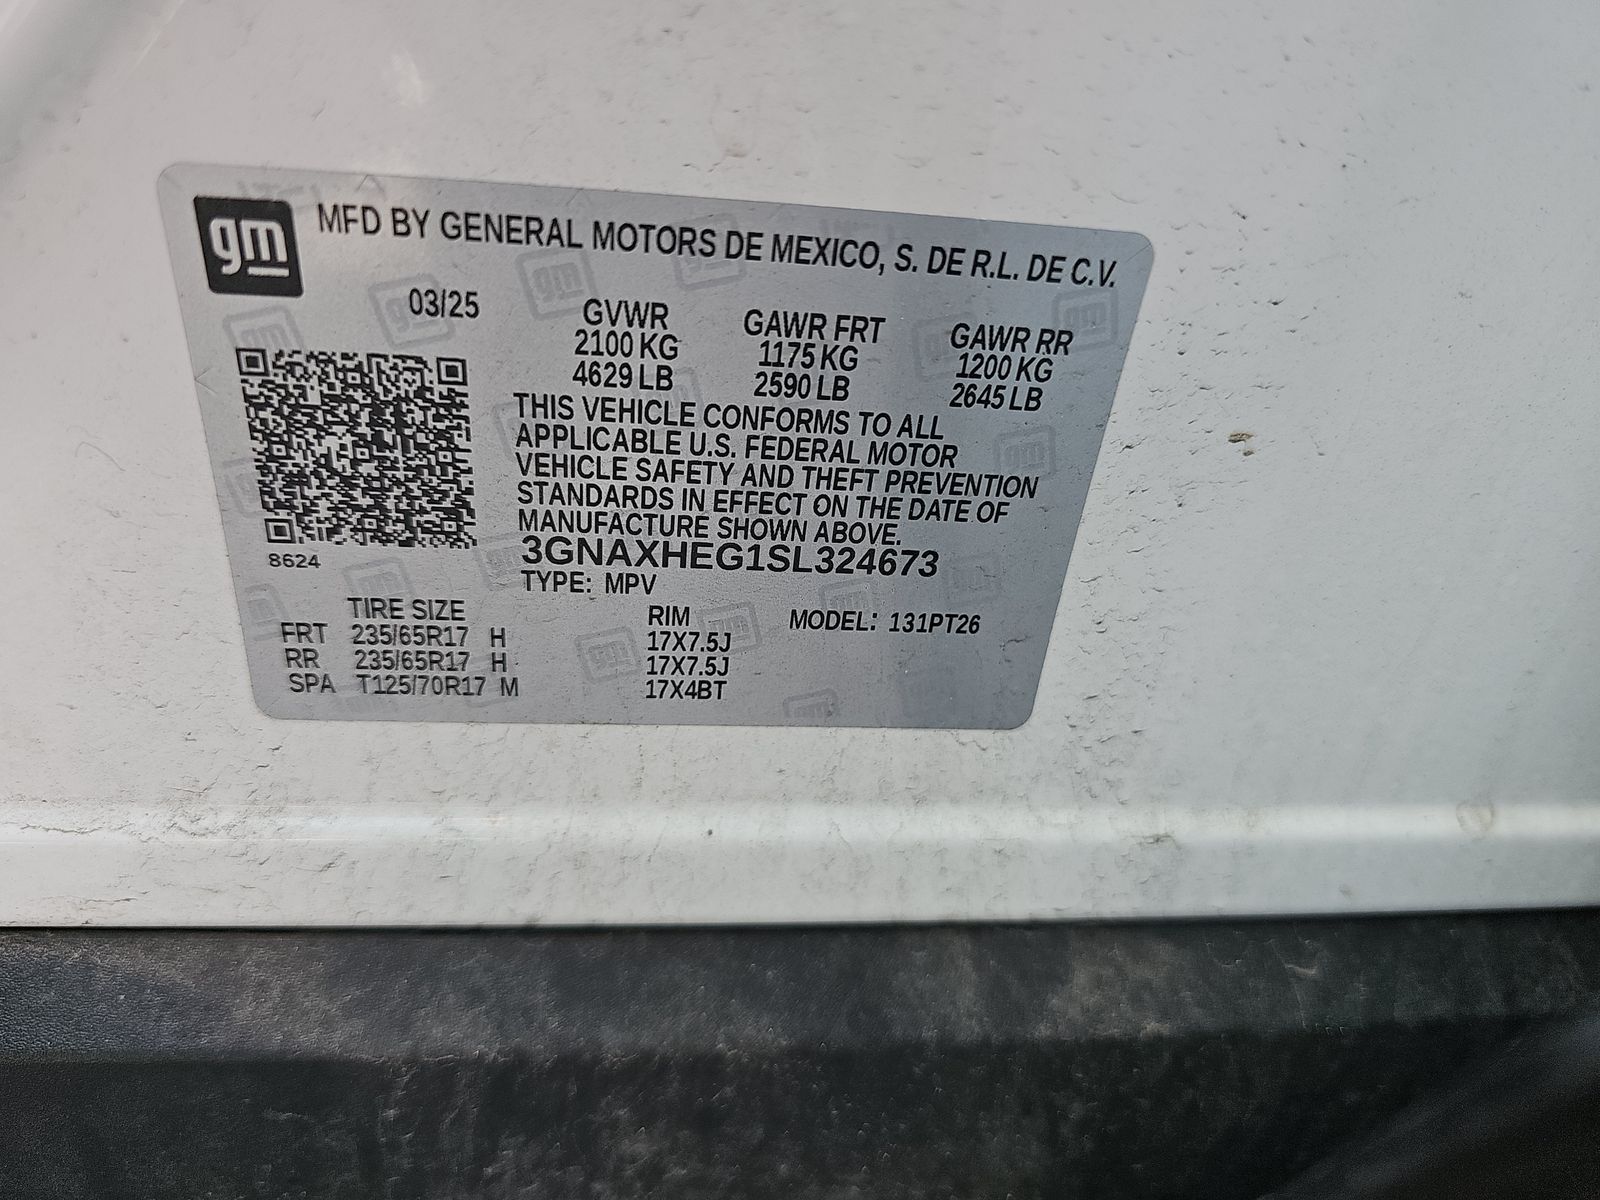 gm MFD BY GENERAL MOTORS DE MEXICO, S. DE R.L. DE C.V.
03/25 GVWR GAWR FRT GAWR RR
2100 KG 1175 KG 1200 KG
4629 LB 2590 LB 2645 LB
THIS VEHICLE CONFORMS TO ALL
APPLICABLE U.S. FEDERAL MOTOR
VEHICLE SAFETY AND THEFT PREVENTION
STANDARDS IN EFFECT ON THE DATE OF
MANUFACTURE SHOWN ABOVE.
8624 3GNAXHEG1SL324673
TYPE: MPV
TIRE SIZE RIM MODEL: 131PT26
FRT 235/65R17 H 17X7.5J
RR 235/65R17 H 17X7.5J
SPA T125/70R17 M 17X4BT